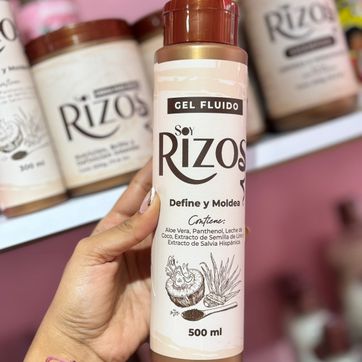 GEL FLUIDO
SOY
RIZOS
Define y Moldea
Contiene:
Aloe Vera, Panthenol, Leche de
Coco, Extracto de Semilla de Lino,
Extracto de Salvia Hispánica
500 ml
RIZOS
300 ml
RIZOS
RIZOS